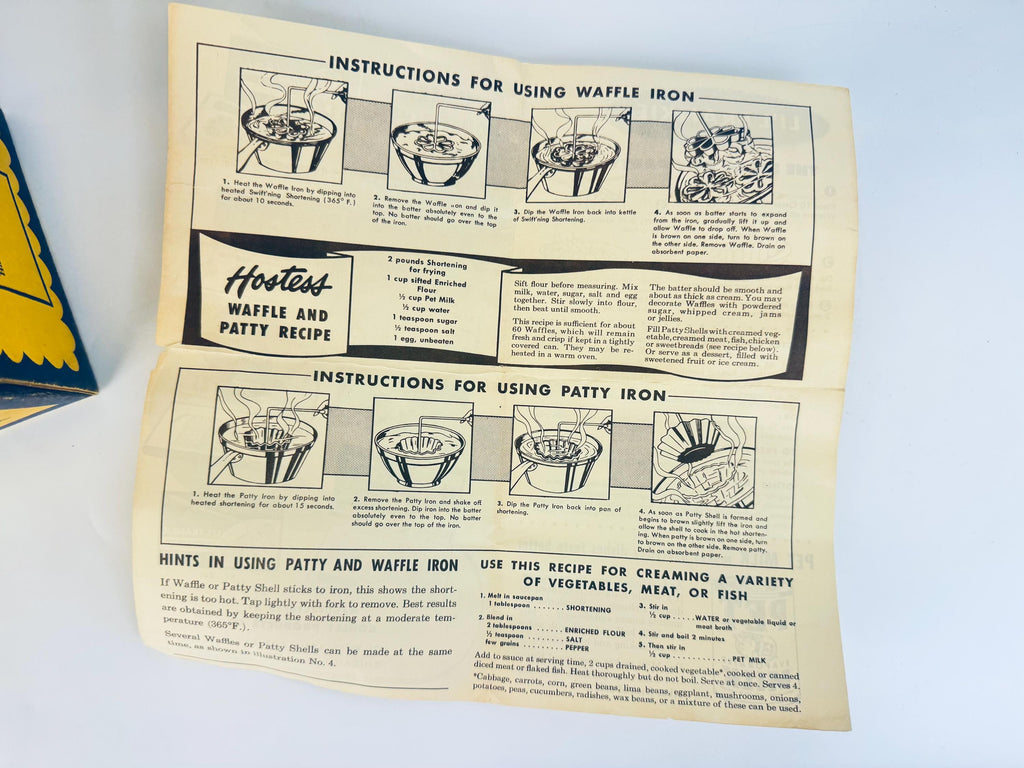 INSTRUCTIONS FOR USING WAFFLE IRON
1. Heat the Waffle Iron by dipping into
heated Swift'ning Shortening (365° F.)
for about 10 seconds.
2. Remove the Waffle Iron and dip it
into the batter absolutely even to the
top. No batter should go over the top
of the iron.
3. Dip the Waffle Iron back into kettle
of Swift'ning Shortening.
4. As soon as batter starts to expand
from the iron, gradually lift it up and
allow Waffle to drop off. When Waffle
is brown on one side, turn to brown on
the other side. Remove Waffle. Drain on
absorbent paper.
Hostess
WAFFLE AND
PATTY RECIPE
2 pounds Shortening
for frying
1 cup sifted Enriched
Flour
½ cup Pet Milk
½ cup water
1 teaspoon sugar
½ teaspoon salt
1 egg, unbeaten
Sift flour before measuring. Mix
milk, water, sugar, salt and egg
together. Stir slowly into flour,
then beat until smooth.
This recipe is sufficient for about
60 Waffles, which will remain
fresh and crisp if kept in a tightly
covered can. They may be re-
heated in a warm oven.
The batter should be smooth and
about as thick as cream. You may
decorate Waffles with powdered
sugar, whipped cream, jams
or jellies.
Fill Patty Shells with creamed veg-
etable, creamed meat, fish, chicken
or sweetbreads (see recipe below).
Or serve as a dessert, filled with
sweetened fruit or ice cream.
INSTRUCTIONS FOR USING PATTY IRON
1. Heat the Patty Iron by dipping into
heated shortening for about 15 seconds.
2. Remove the Patty Iron and shake off
excess shortening. Dip iron into the batter
absolutely even to the top. No batter
should go over the top of the iron.
3. Dip the Patty Iron back into pan of
shortening.
4. As soon as Patty Shell is formed and
begins to brown slightly lift the iron and
allow the shell to cook in the hot shorten-
ing. When patty is brown on one side, turn
to brown on the other side. Remove patty.
Drain on absorbent paper.
HINTS IN USING PATTY AND WAFFLE IRON
If Waffle or Patty Shell sticks to iron, this shows the short-
ening is too hot. Tap lightly with fork to remove. Best results
are obtained by keeping the shortening at a moderate tem-
perature (365°F.).
Several Waffles or Patty Shells can be made at the same
time, as shown in illustration No. 4.
USE THIS RECIPE FOR CREAMING A VARIETY
OF VEGETABLES, MEAT, OR FISH
1. Melt in saucepan
1 tablespoon ....... SHORTENING
2. Blend in
2 tablespoons ....... ENRICHED FLOUR
½ teaspoon ......... SALT
few grains .......... PEPPER
3. Stir in
½ cup ..... WATER or vegetable liquid or
meat broth
4. Stir and boil 2 minutes
5. Then stir in
½ cup ............. PET MILK
Add to sauce at serving time, 2 cups drained, cooked vegetable*, cooked or canned
diced meat or flaked fish. Heat thoroughly but do not boil. Serve at once. Serves 4.
*Cabbage, carrots, corn, green beans, lima beans, eggplant, mushrooms, onions,
potatoes, peas, cucumbers, radishes, wax beans, or a mixture of these can be used.